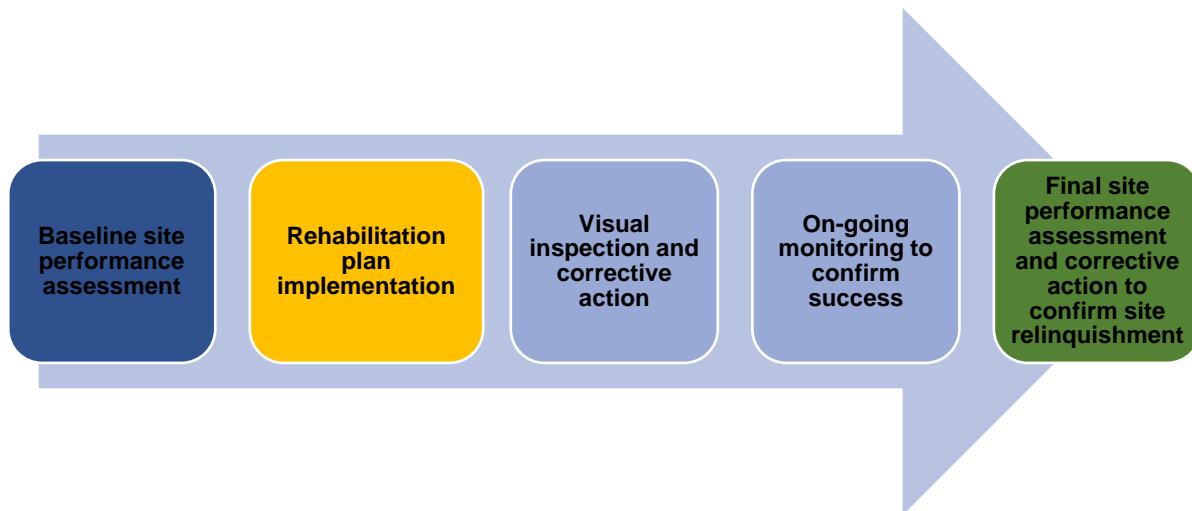 Baseline site
performance
assessment
Rehabilitation
plan
implementation
Visual
inspection and
corrective
action
On-going
monitoring to
confirm
success
Final site
performance
assessment
and corrective
action to
confirm site
relinquishment